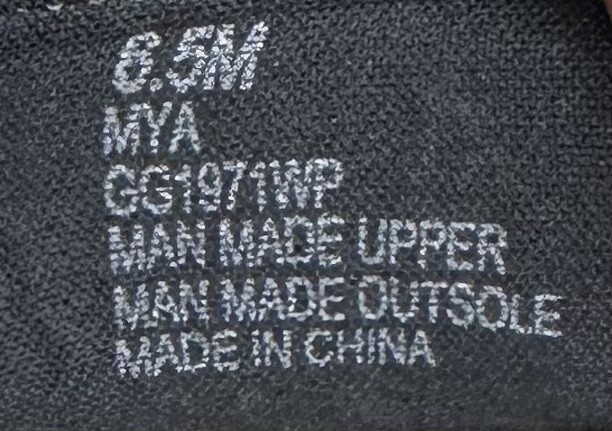 6.5M
MYA
GG1971WP
MAN MADE UPPER
MAN MADE OUTSOLE
MADE IN CHINA